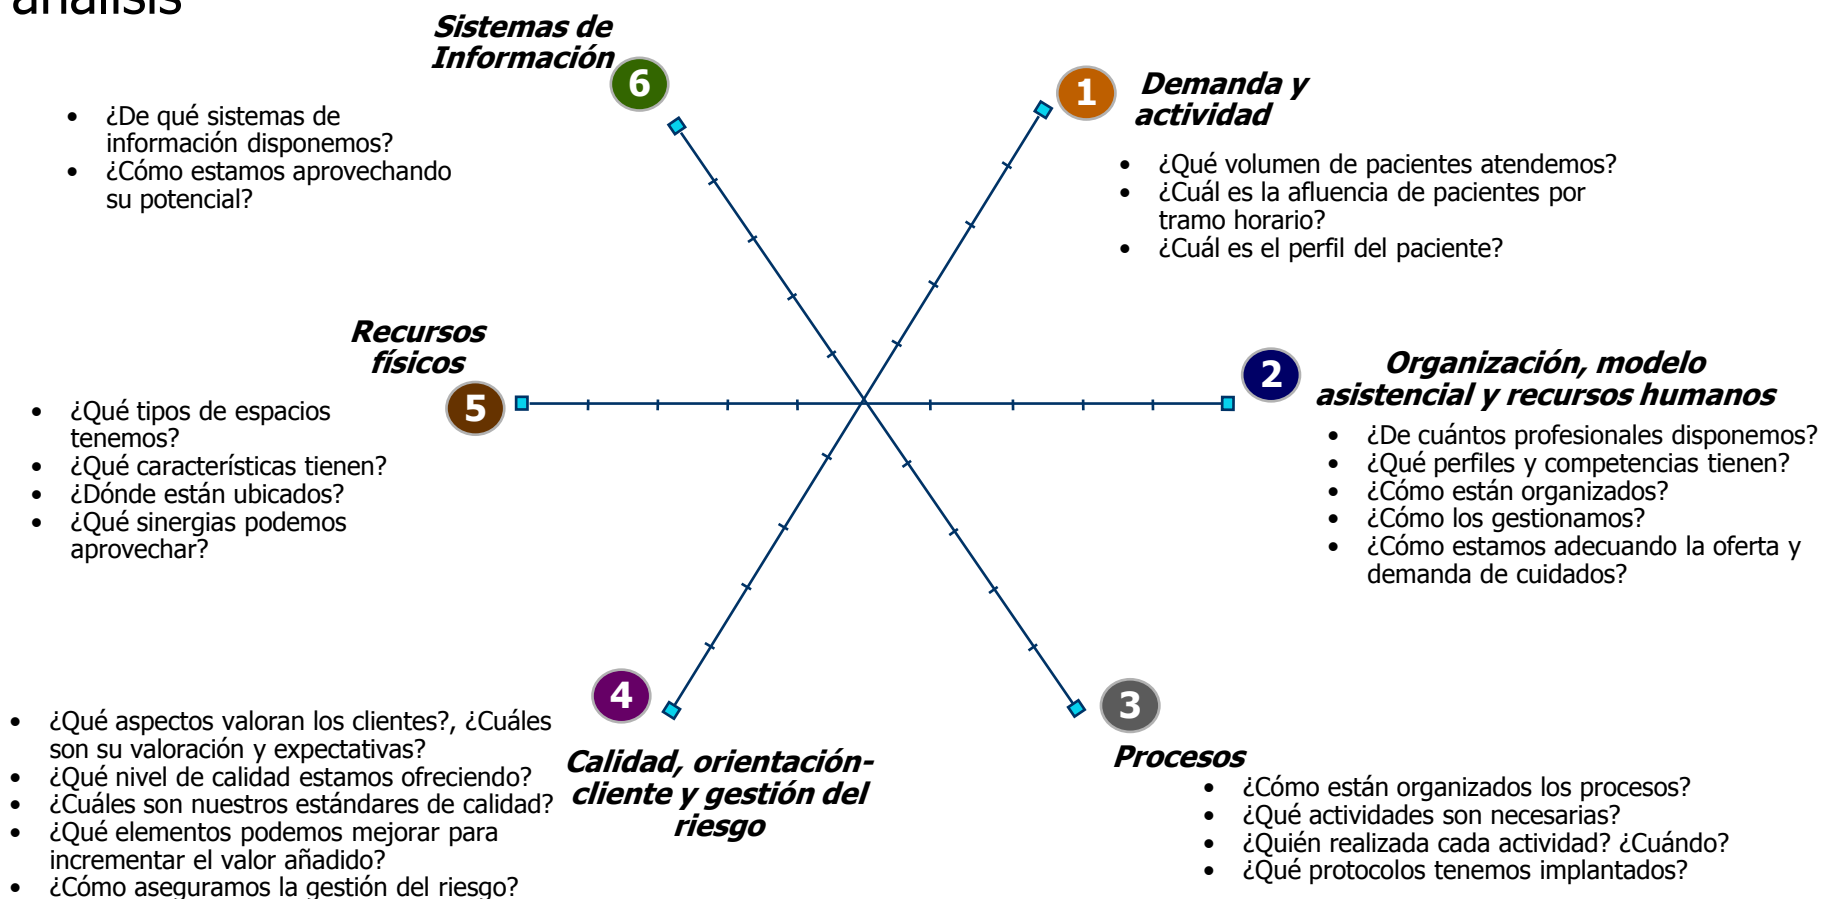 análisis
Sistemas de
Información
6
• ¿De qué sistemas de
información disponemos?
• ¿Cómo estamos aprovechando
su potencial?
1
Demanda y
actividad
• ¿Qué volumen de pacientes atendemos?
• ¿Cuál es la afluencia de pacientes por
tramo horario?
• ¿Cuál es el perfil del paciente?
Recursos
físicos
5
• ¿Qué tipos de espacios
tenemos?
• ¿Qué características tienen?
• ¿Dónde están ubicados?
• ¿Qué sinergias podemos
aprovechar?
2
Organización, modelo
asistencial y recursos humanos
• ¿De cuántos profesionales disponemos?
• ¿Qué perfiles y competencias tienen?
• ¿Cómo están organizados?
• ¿Cómo los gestionamos?
• ¿Cómo estamos adecuando la oferta y
demanda de cuidados?
4
• ¿Qué aspectos valoran los clientes?, ¿Cuáles
son su valoración y expectativas?
• ¿Qué nivel de calidad estamos ofreciendo?
• ¿Cuáles son nuestros estándares de calidad?
• ¿Qué elementos podemos mejorar para
incrementar el valor añadido?
• ¿Cómo aseguramos la gestión del riesgo?
Calidad, orientación-
cliente y gestión del
riesgo
3
Procesos
• ¿Cómo están organizados los procesos?
• ¿Qué actividades son necesarias?
• ¿Quién realizada cada actividad? ¿Cuándo?
• ¿Qué protocolos tenemos implantados?